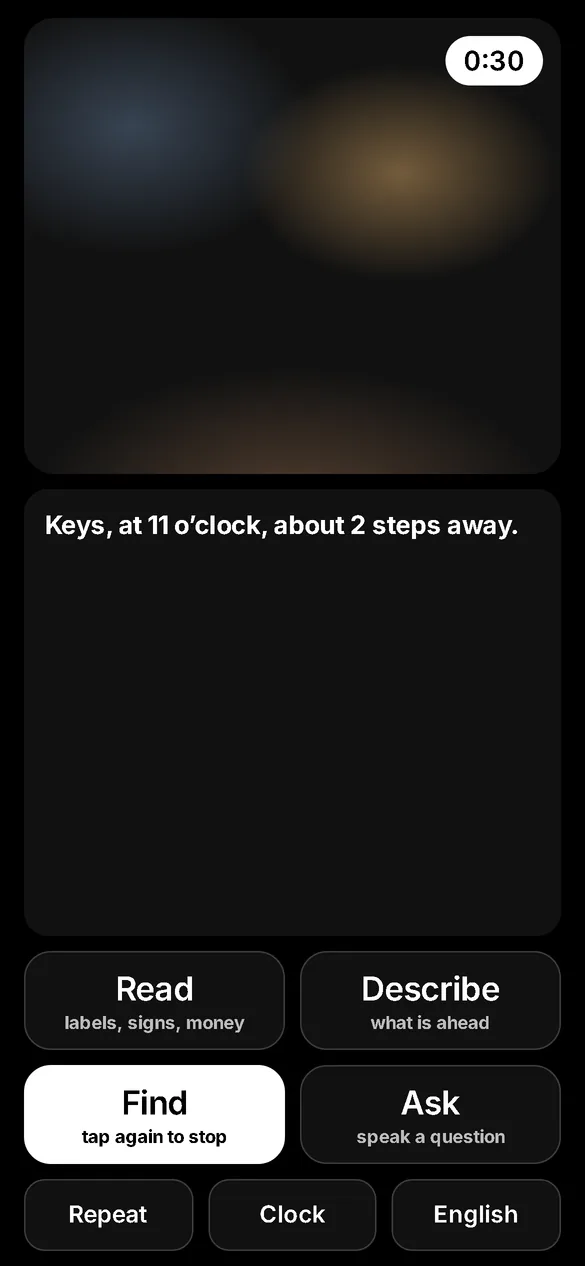 0:30
Keys, at 11 o’clock, about 2 steps away.
Read
labels, signs, money
Describe
what is ahead
Find
tap again to stop
Ask
speak a question
Repeat
Clock
English